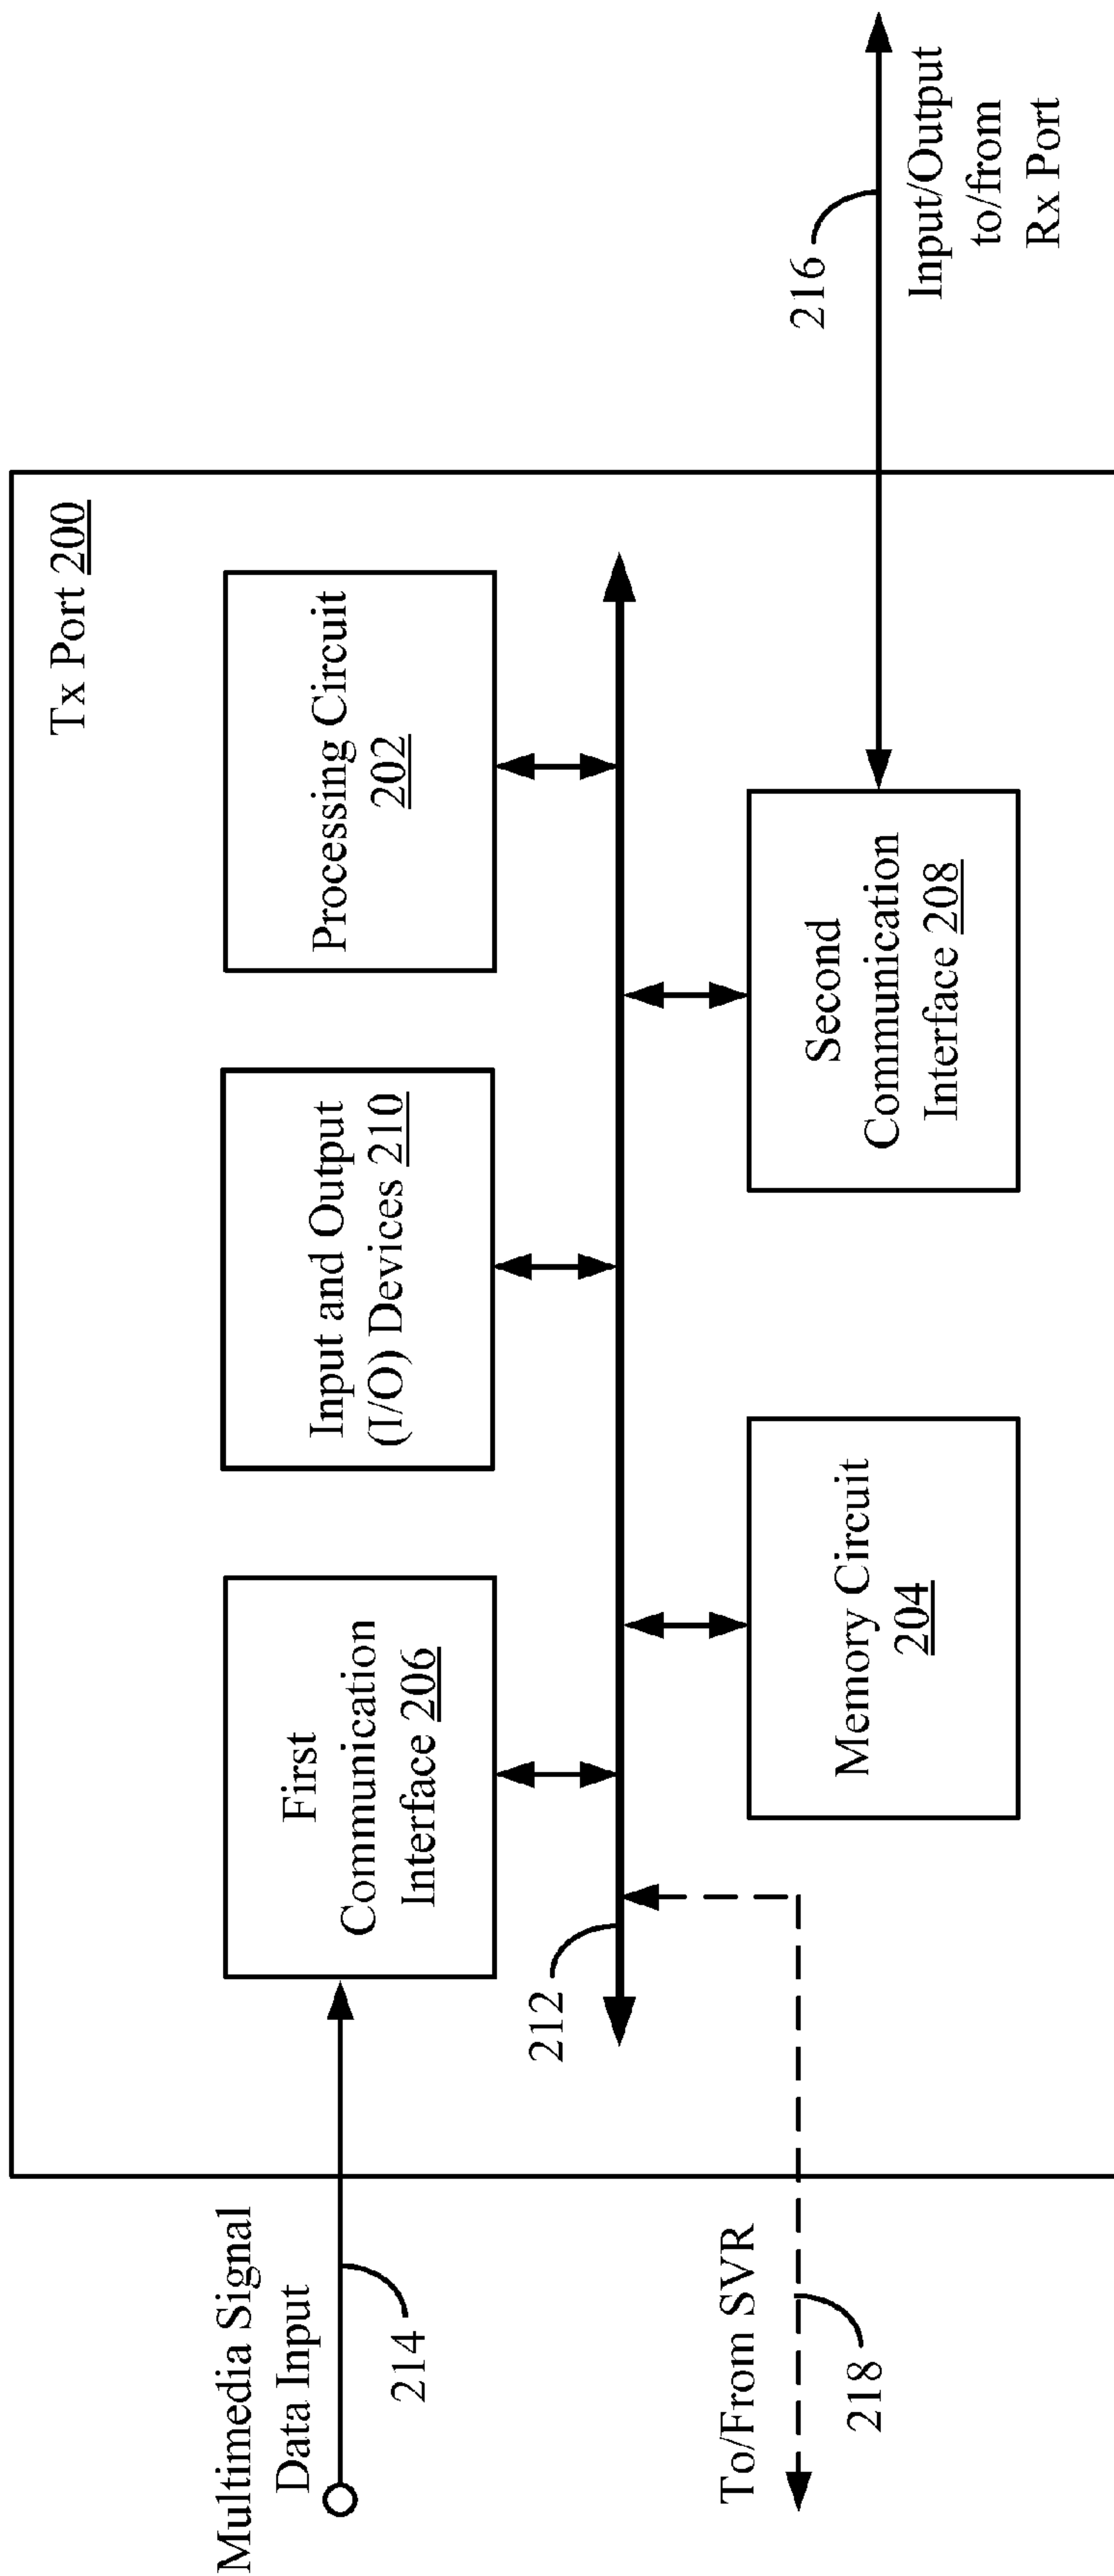 Tx Port 200
Multimedia Signal
Data Input
214
First
Communication
Interface 206
Input and Output
(I/O) Devices 210
Processing Circuit
202
212
To/From SVR
218
Memory Circuit
204
Second
Communication
Interface 208
216
Input/Output
to/from
Rx Port